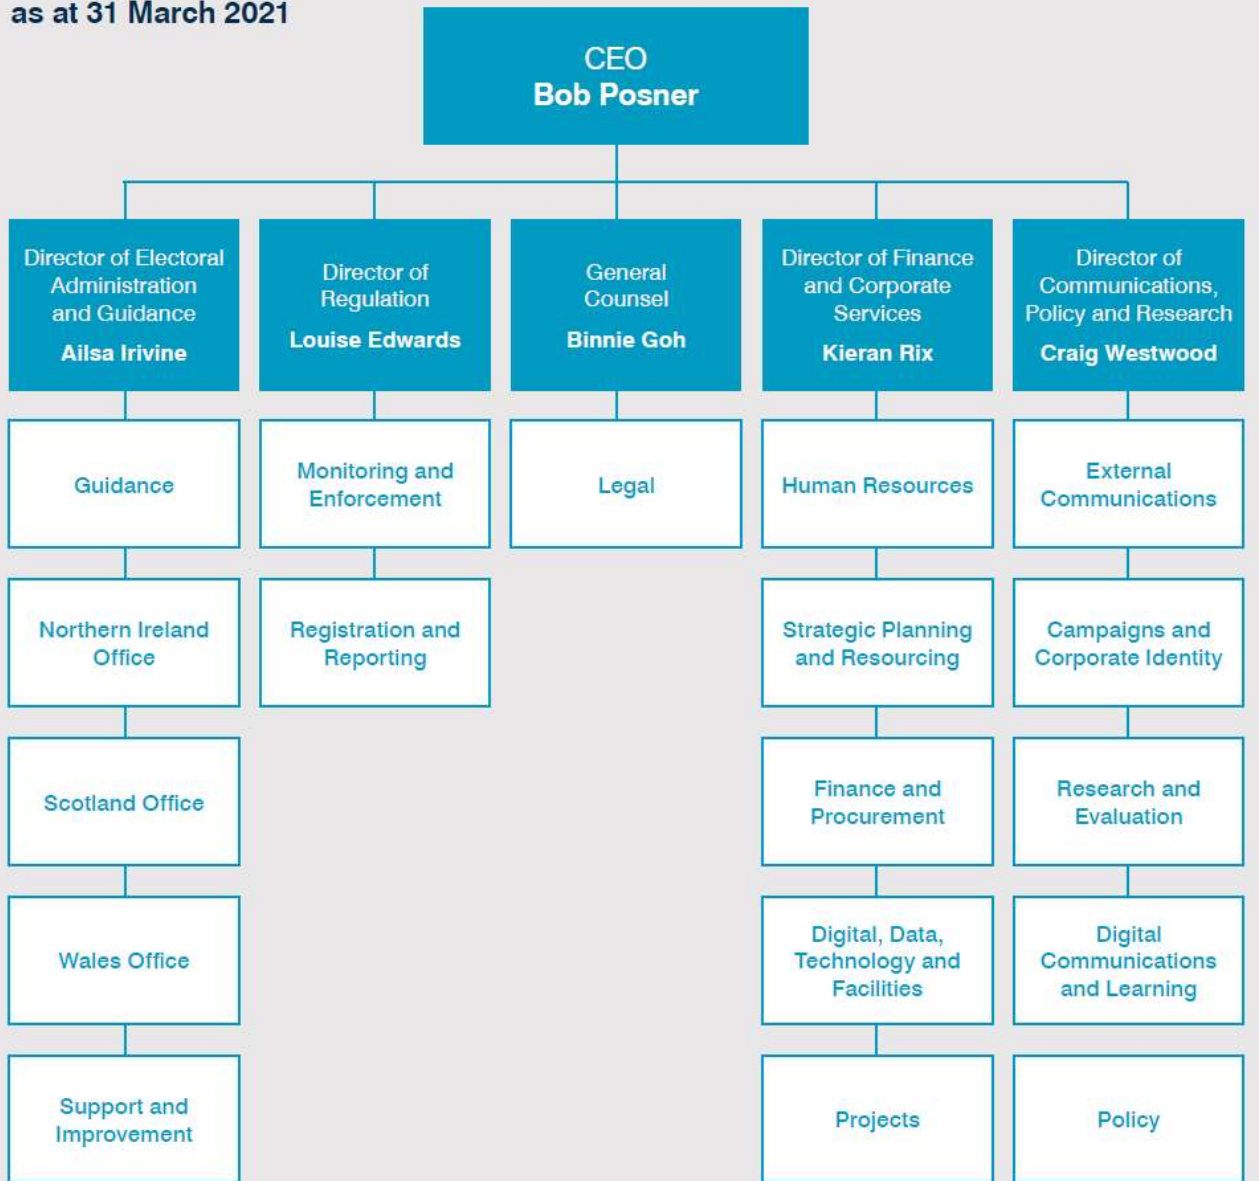 as at 31 March 2021
CEO
Bob Posner
Director of Electoral
Administration
and Guidance
Ailsa Irivine
Director of
Regulation
Louise Edwards
General
Counsel
Binnie Goh
Director of Finance
and Corporate
Services
Kieran Rix
Director of
Communications,
Policy and Research
Craig Westwood
Guidance
Monitoring and
Enforcement
Legal
Human Resources
External
Communications
Northern Ireland
Office
Registration and
Reporting
Strategic Planning
and Resourcing
Campaigns and
Corporate Identity
Scotland Office
Finance and
Procurement
Research and
Evaluation
Wales Office
Digital, Data,
Technology and
Facilities
Digital
Communications
and Learning
Support and
Improvement
Projects
Policy